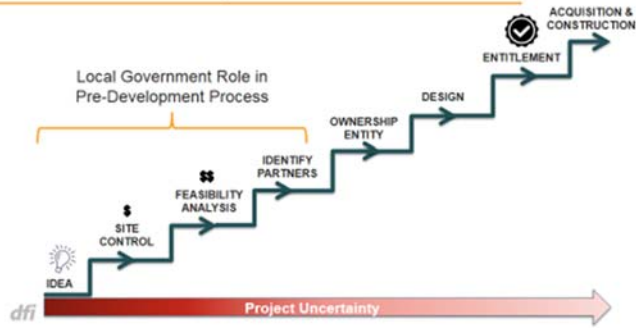 ACQUISITION &
CONSTRUCTION
ENTITLEMENT
DESIGN
OWNERSHIP
ENTITY
Local Government Role in
Pre-Development Process
IDENTIFY
PARTNERS
$$
FEASIBILITY
ANALYSIS
$
SITE
CONTROL
IDEA
dfi
Project Uncertainty